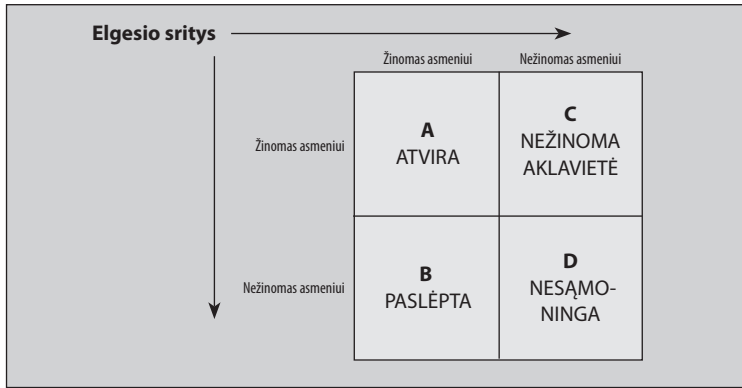 Elgesio sritys
Žinomas asmeniui
Nežinomas asmeniui
Žinomas asmeniui
A
ATVIRA
C
NEŽINOMA
AKLAVIETĖ
Nežinomas asmeniui
B
PASLĖPTA
D
NESĄMO-
NINGA